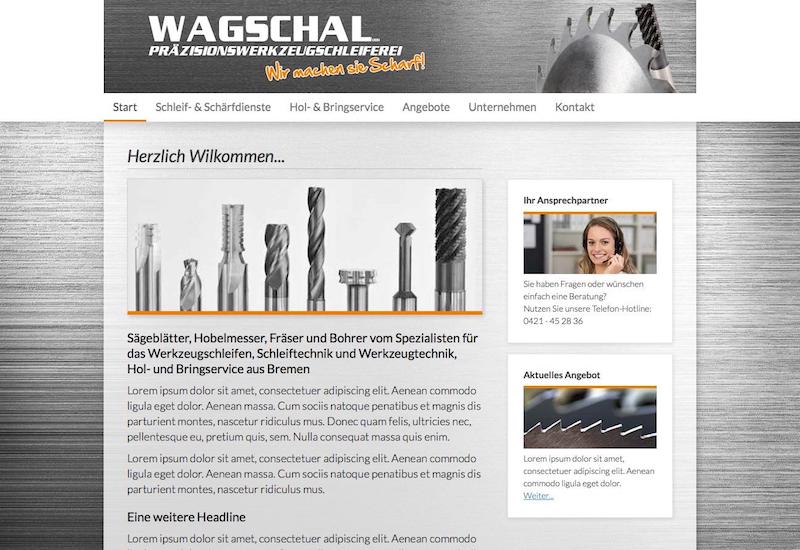 WAGSCHAL
PRÄZISIONSWERKZEUGSCHLEIFEREI
Wir machen sie Scharf!
Start Schleif- & Schärfdienste Hol- & Bringservice Angebote Unternehmen Kontakt
Herzlich Wilkommen...
Sägeblätter, Hobelmesser, Fräser und Bohrer vom Spezialisten für
das Werkzeugschleifen, Schleiftechnik und Werkzeugtechnik,
Hol- und Bringservice aus Bremen
Lorem ipsum dolor sit amet, consectetuer adipiscing elit. Aenean commodo
ligula eget dolor. Aenean massa. Cum sociis natoque penatibus et magnis dis
parturient montes, nascetur ridiculus mus. Donec quam felis, ultricies nec,
pellentesque eu, pretium quis, sem. Nulla consequat massa quis enim.
Lorem ipsum dolor sit amet, consectetuer adipiscing elit. Aenean commodo
ligula eget dolor. Aenean massa. Cum sociis natoque penatibus et magnis dis
parturient montes, nascetur ridiculus mus.
Eine weitere Headline
Lorem ipsum dolor sit amet, consectetuer adipiscing elit. Aenean commodo
Ihr Ansprechpartner
Sie haben Fragen oder wünschen
einfach eine Beratung?
Nutzen Sie unsere Telefon-Hotline:
0421 - 45 28 36
Aktuelles Angebot
Lorem ipsum dolor sit amet,
consectetuer adipiscing elit. Aenean
commodo ligula eget dolor.
Weiter...